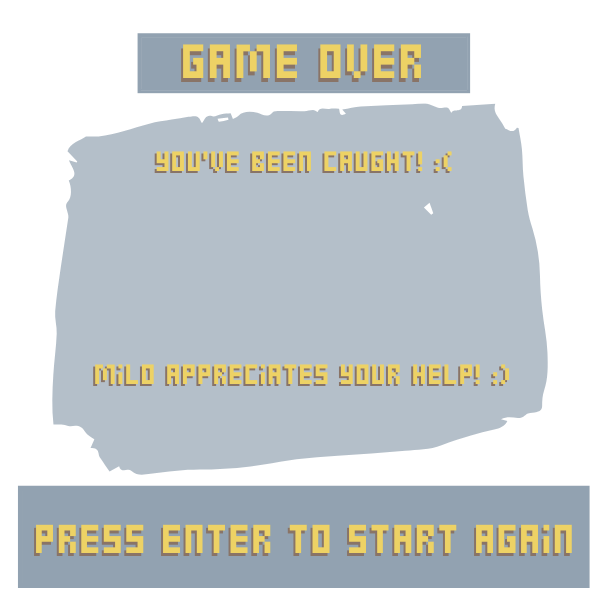 GAME OVER
YOU'VE BEEN CAUGHT! :(
MiLO APPRECiATES YOUR HELP! :)
PRESS ENTER TO START AGAiN